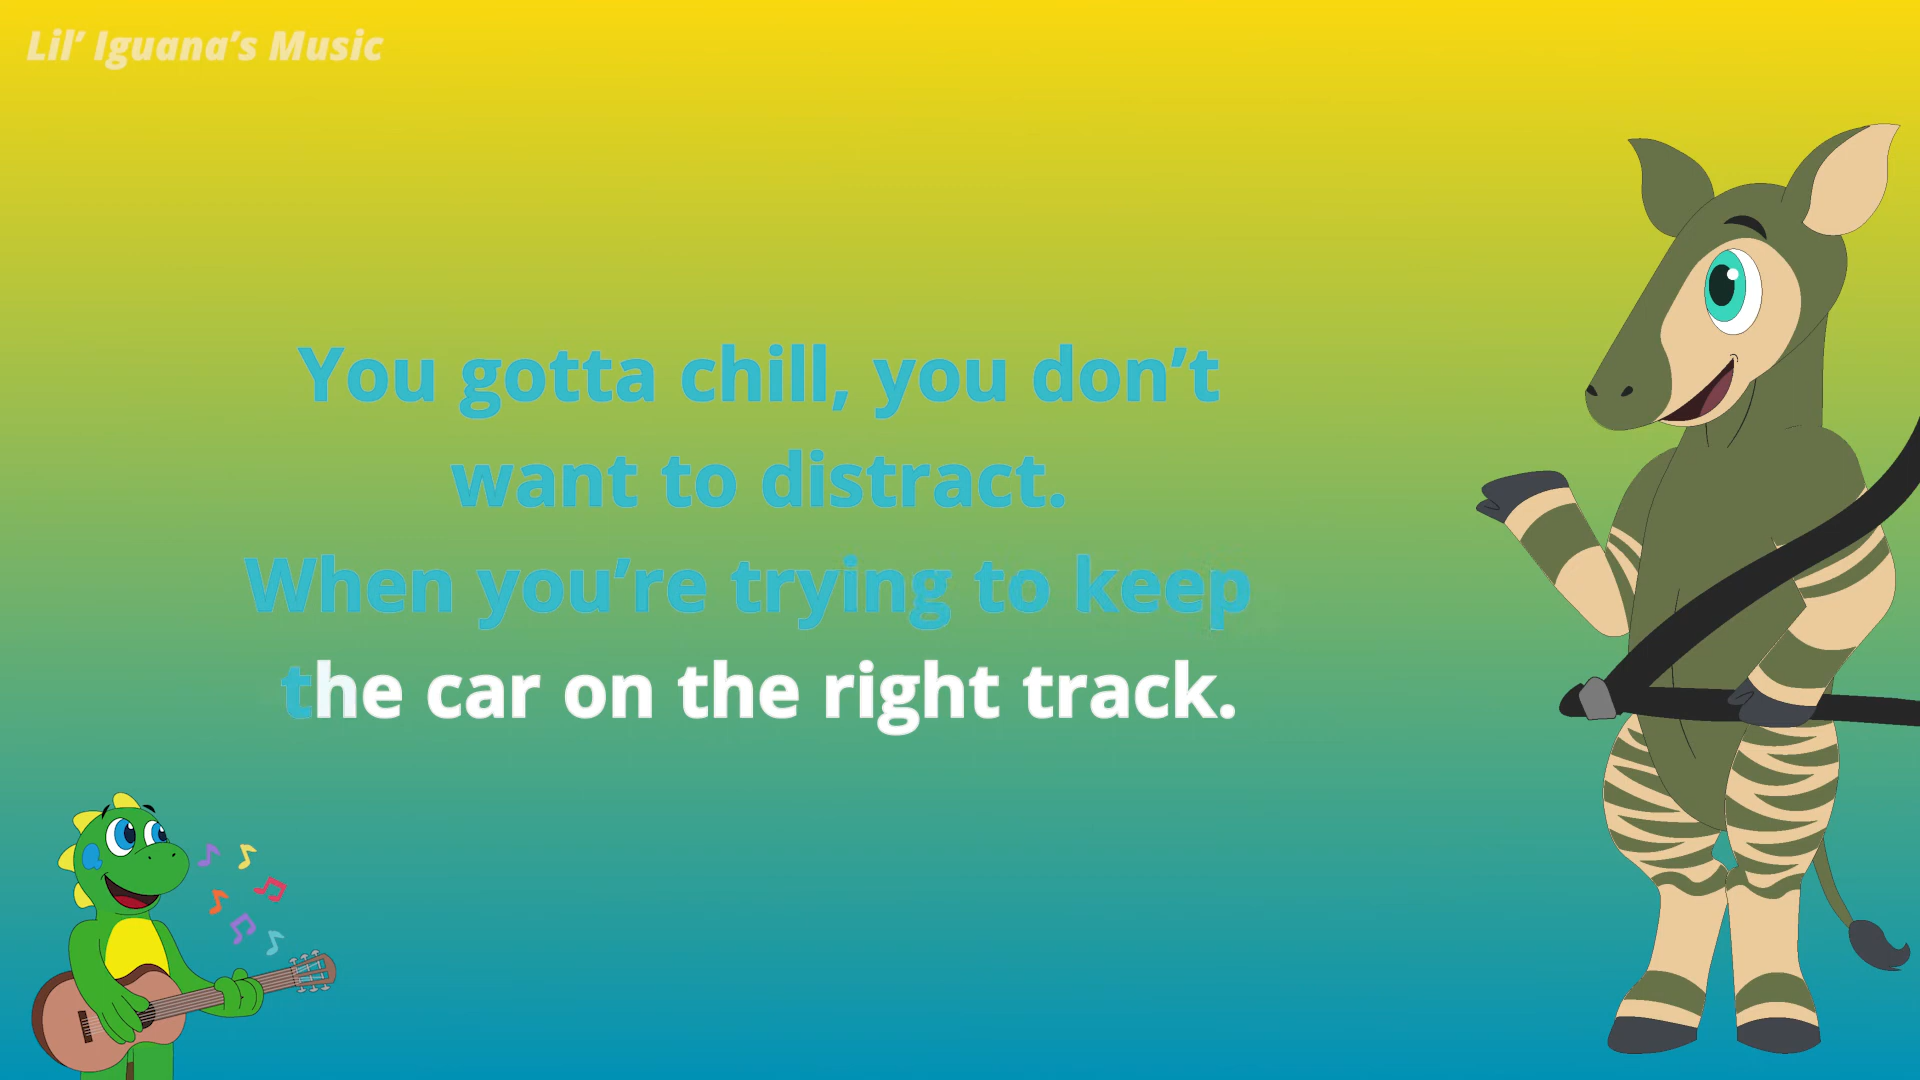 Lil’ Iguana’s Music
You gotta chill, you don’t
want to distract.
When you’re trying to keep
the car on the right track.